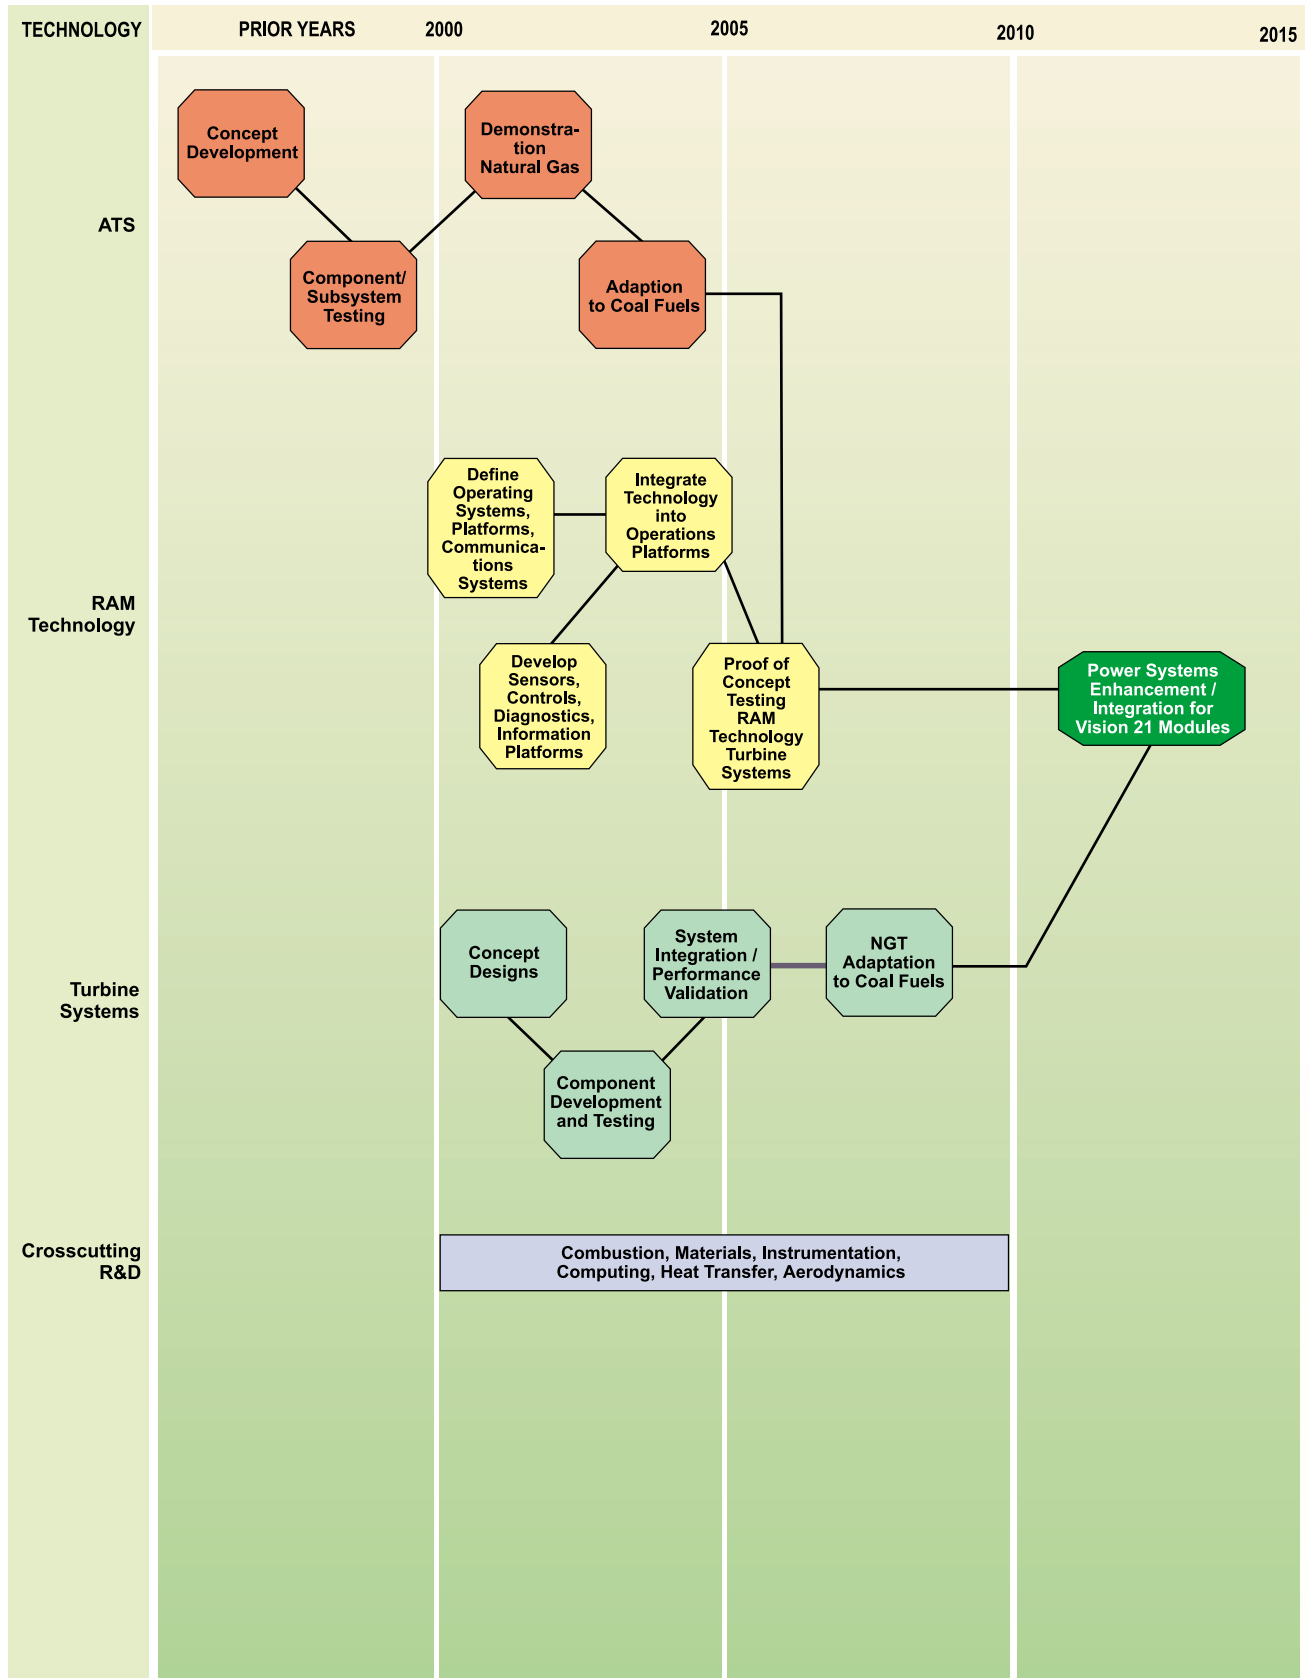 TECHNOLOGY
PRIOR YEARS
2000
2005
2010
2015
ATS
Concept
Development
Component/
Subsystem
Testing
Demonstra-
tion
Natural Gas
Adaption
to Coal Fuels
RAM
Technology
Define
Operating
Systems,
Platforms,
Communica-
tions
Systems
Integrate
Technology
into
Operations
Platforms
Develop
Sensors,
Controls,
Diagnostics,
Information
Platforms
Proof of
Concept
Testing
RAM
Technology
Turbine
Systems
Power Systems
Enhancement /
Integration for
Vision 21 Modules
Turbine
Systems
Concept
Designs
Component
Development
and Testing
System
Integration /
Performance
Validation
NGT
Adaptation
to Coal Fuels
Crosscutting
R&D
Combustion, Materials, Instrumentation,
Computing, Heat Transfer, Aerodynamics